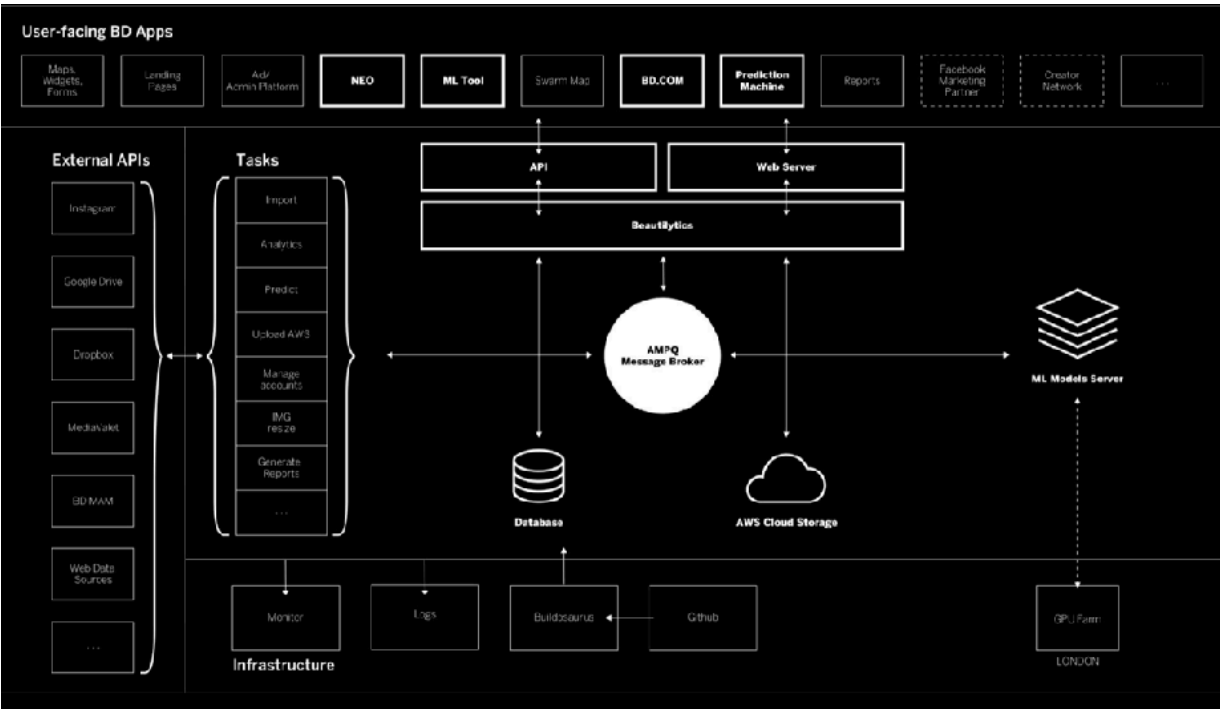 User-facing BD Apps
Maps,
Widgets,
Forms
Landing
Pages
Ad/
Admin Platform
NEO
ML Tool
Swarm Map
BD.COM
Prediction
Machine
Reports
Facebook
Marketing
Partner
Creator
Network
...
External APIs
Instagram
Google Drive
Dropbox
MediaValet
BD MAM
Web Data
Sources
...
Tasks
Import
Analytics
Predict
Upload AWS
Manage
accounts
IMG
resize
Generate
Reports
...
API
Web Server
Beautilytics
AMPQ
Message Broker
ML Models Server
Database
AWS Cloud Storage
Monitor
Logs
Buildosaurus
Github
GPU Farm
LONDON
Infrastructure